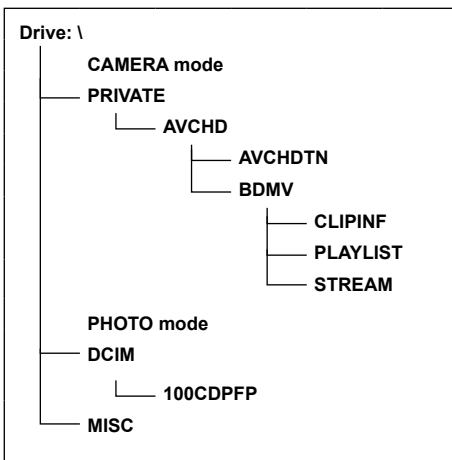 Drive: \
CAMERA mode
PRIVATE
AVCHD
AVCHDTN
BDMV
CLIPINF
PLAYLIST
STREAM
PHOTO mode
DCIM
100CDPFP
MISC